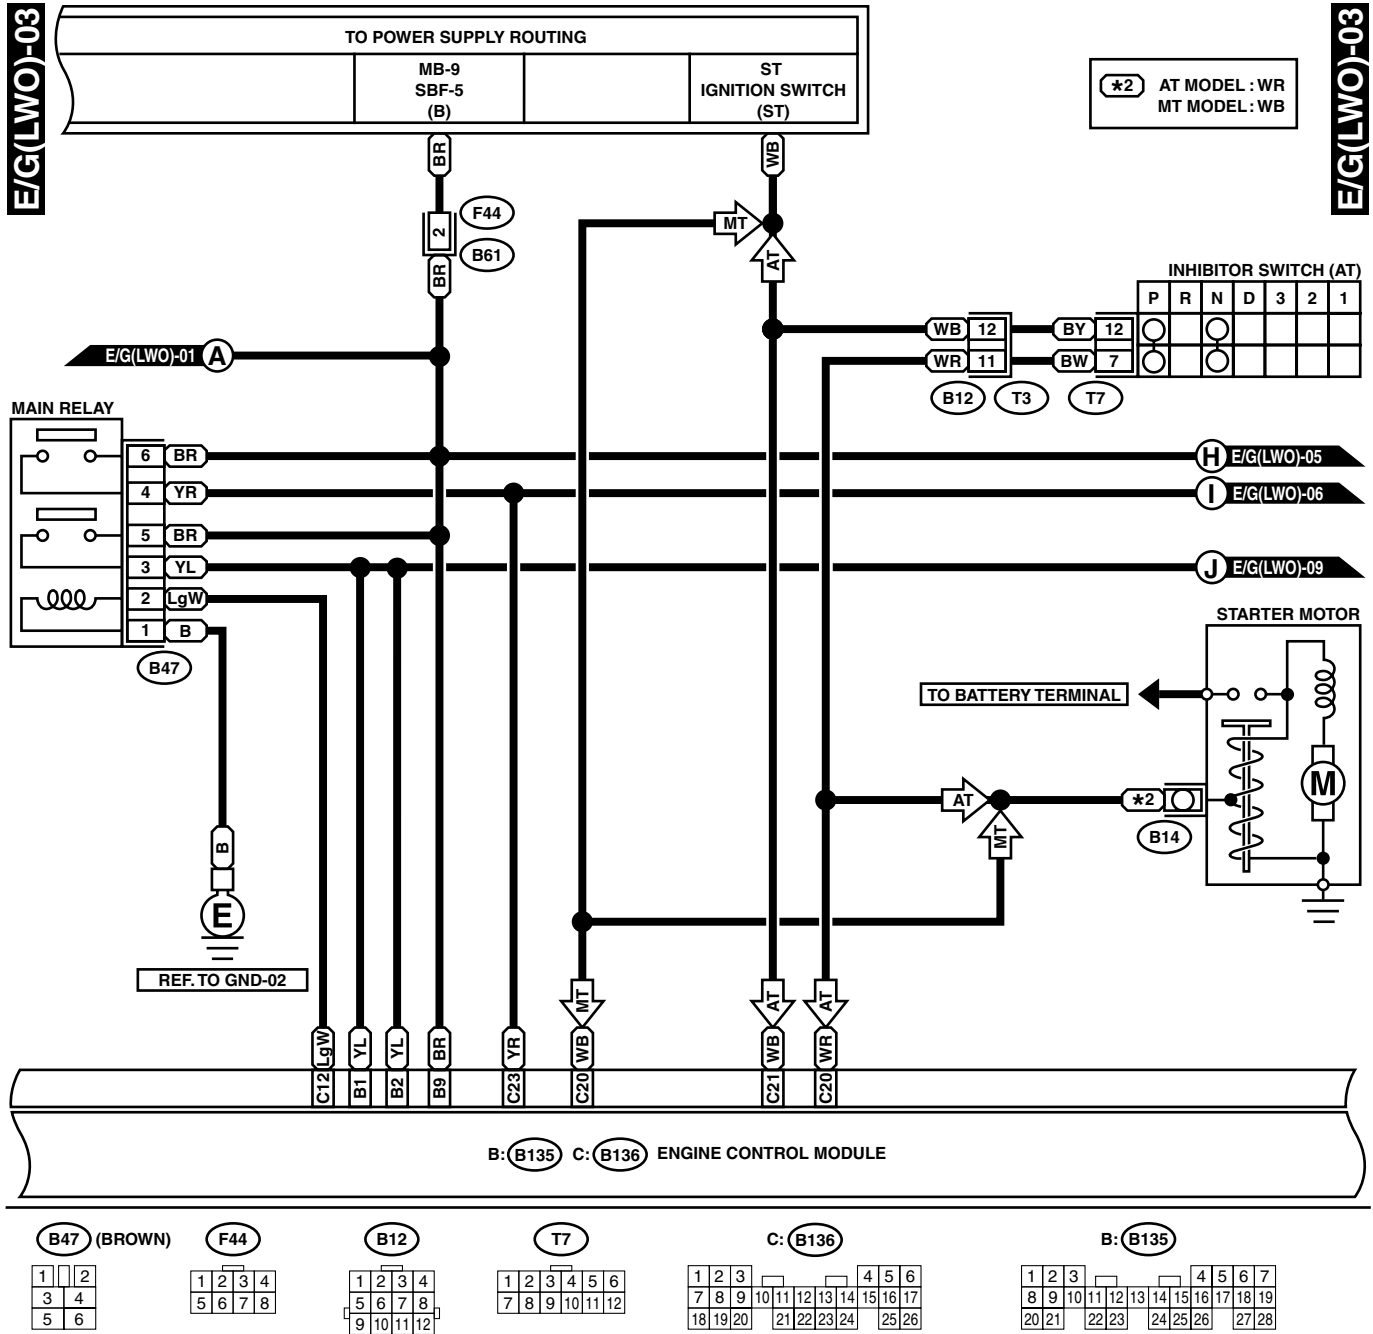 E/G(LWO)-03
E/G(LWO)-03
TO POWER SUPPLY ROUTING
MB-9
SBF-5
(B)
ST
IGNITION SWITCH
(ST)
*2 AT MODEL : WR
MT MODEL : WB
BR
WB
F44
2
B61
BR
MT
AT
INHIBITOR SWITCH (AT)
P R N D 3 2 1
WB 12 BY 12
WR 11 BW 7
B12 T3 T7
E/G(LWO)-01 A
MAIN RELAY
6 BR
H E/G(LWO)-05
4 YR
I E/G(LWO)-06
5 BR
3 YL
J E/G(LWO)-09
2 LgW
1 B
B47
STARTER MOTOR
TO BATTERY TERMINAL
M
AT
*2
B14
MT
B
E
REF. TO GND-02
MT AT AT
LgW YL YL BR YR WB WB WR
C12 B1 B2 B9 C23 C20 C21 C20
B: B135 C: B136 ENGINE CONTROL MODULE
B47 (BROWN)
1 2
3 4
5 6
F44
1 2 3 4
5 6 7 8
B12
1 2 3 4
5 6 7 8
9 10 11 12
T7
1 2 3 4 5 6
7 8 9 10 11 12
C: B136
1 2 3 4 5 6
7 8 9 10 11 12 13 14 15 16 17
18 19 20 21 22 23 24 25 26
B: B135
1 2 3 4 5 6 7
8 9 10 11 12 13 14 15 16 17 18 19
20 21 22 23 24 25 26 27 28